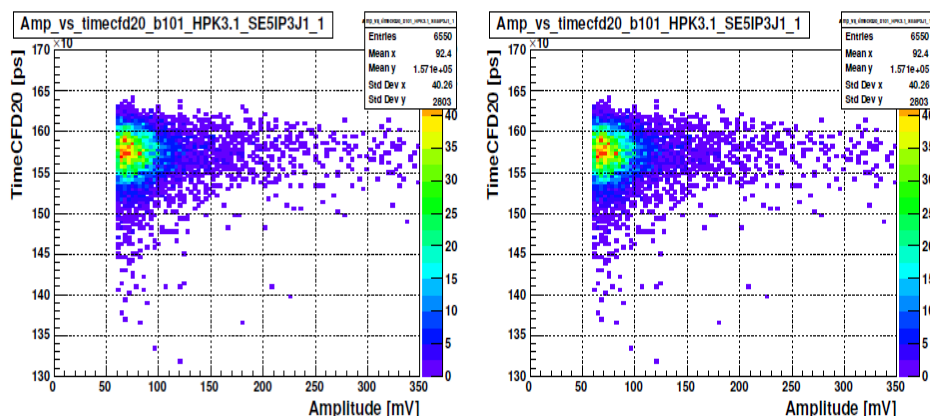 Amp_vs_timecfd20_b101_HPK3.1_SE5IP3J1_1
Entries 6550
Mean x 92.4
Mean y 1.571e+05
Std Dev x 40.26
Std Dev y 2803
×10
TimeCFD20 [ps]
170
165
160
155
150
145
140
135
130
0 50 100 150 200 250 300 350
Amplitude [mV]
40
35
30
25
20
15
10
5
0
Amp_vs_timecfd20_b101_HPK3.1_SE5IP3J1_1
Entries 6550
Mean x 92.4
Mean y 1.571e+05
Std Dev x 40.26
Std Dev y 2803
×10
TimeCFD20 [ps]
170
165
160
155
150
145
140
135
130
0 50 100 150 200 250 300 350
Amplitude [mV]
40
35
30
25
20
15
10
5
0